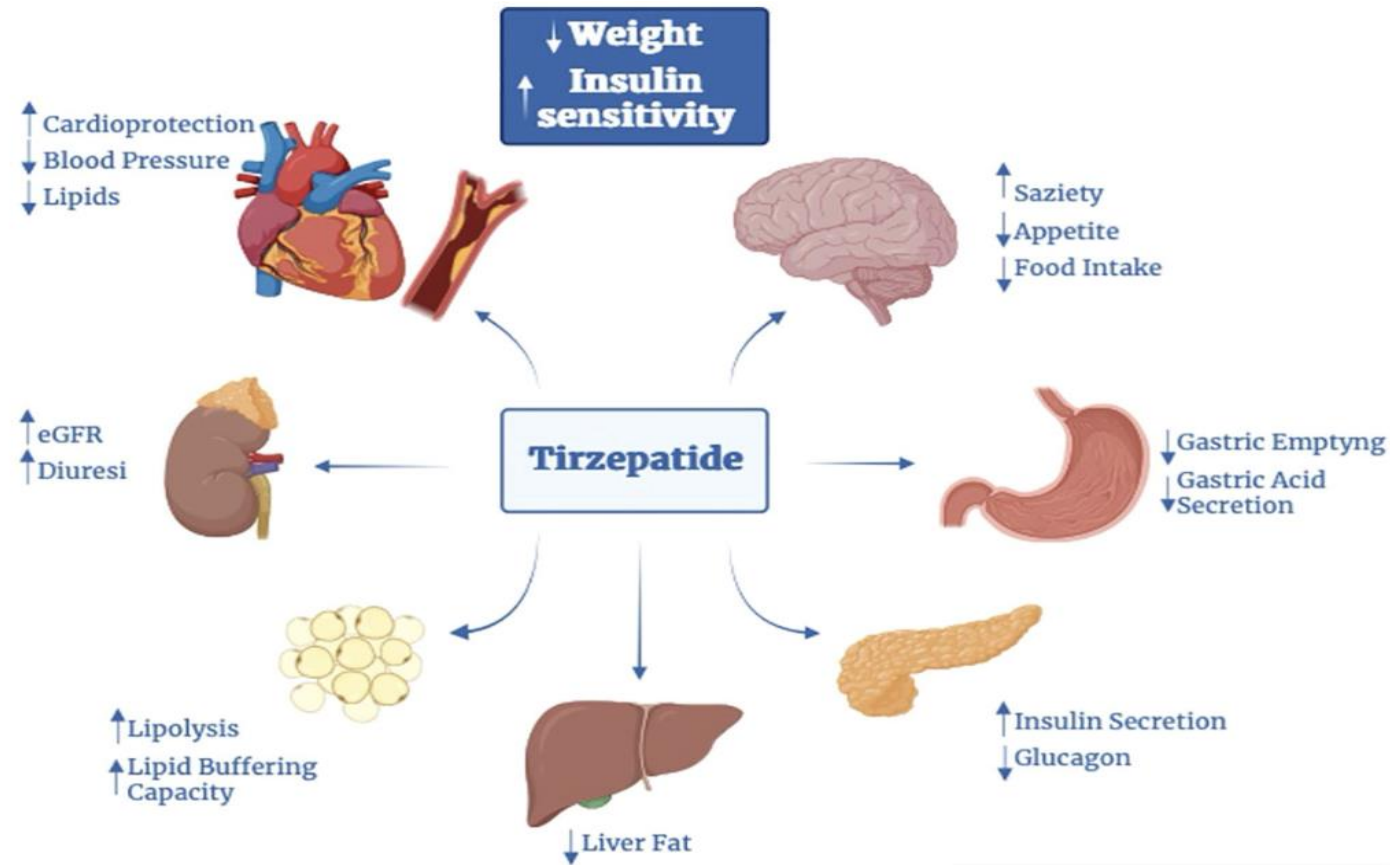 ↓ Weight
↑ Insulin
sensitivity
↑ Cardioprotection
↓ Blood Pressure
↓ Lipids
↑ Saziety
↓ Appetite
↓ Food Intake
↑ eGFR
↑ Diuresi
Tirzepatide
↓ Gastric Emptyng
↓ Gastric Acid
Secretion
↑ Lipolysis
↑ Lipid Buffering
Capacity
↑ Insulin Secretion
↓ Glucagon
↓ Liver Fat